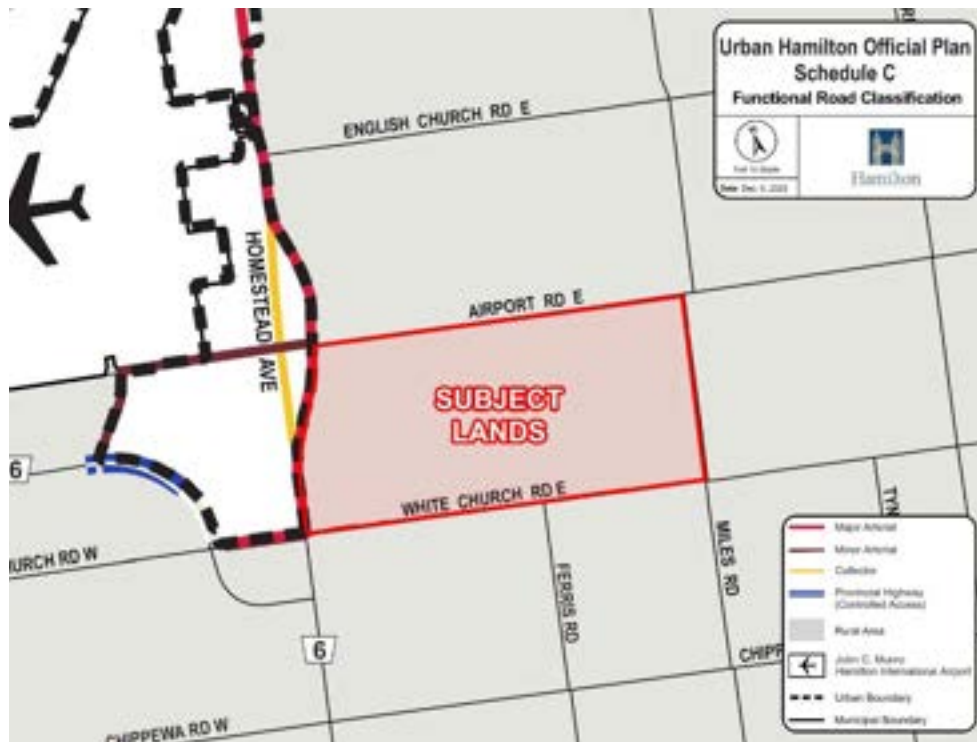 Urban Hamilton Official Plan
Schedule C
Functional Road Classification
Hamilton
ENGLISH CHURCH RD E
HOMESTEAD AVE
AIRPORT RD E
SUBJECT
LANDS
WHITE CHURCH RD E
6
URCH RD W
FERRIS RD
MILES RD
TYN
6
CHIPP
CHIPPEWA RD W
Major Arterial
Minor Arterial
Collector
Provincial Highway
(Controlled Access)
Rural Area
John C. Munro
Hamilton International Airport
Urban Boundary
Municipal Boundary